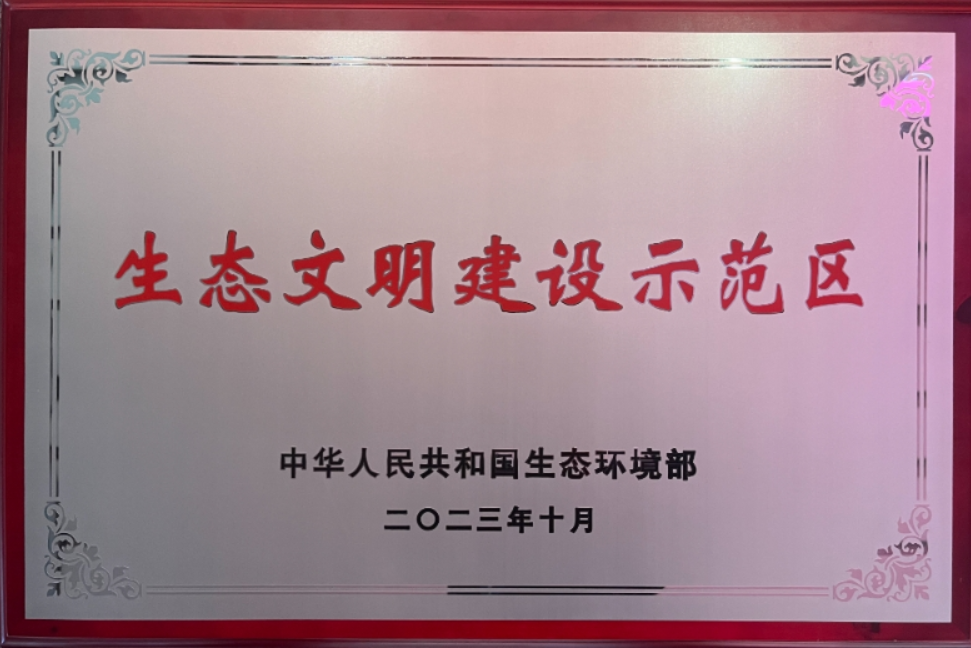 生态文明建设示范区
中华人民共和国生态环境部
二〇二三年十月